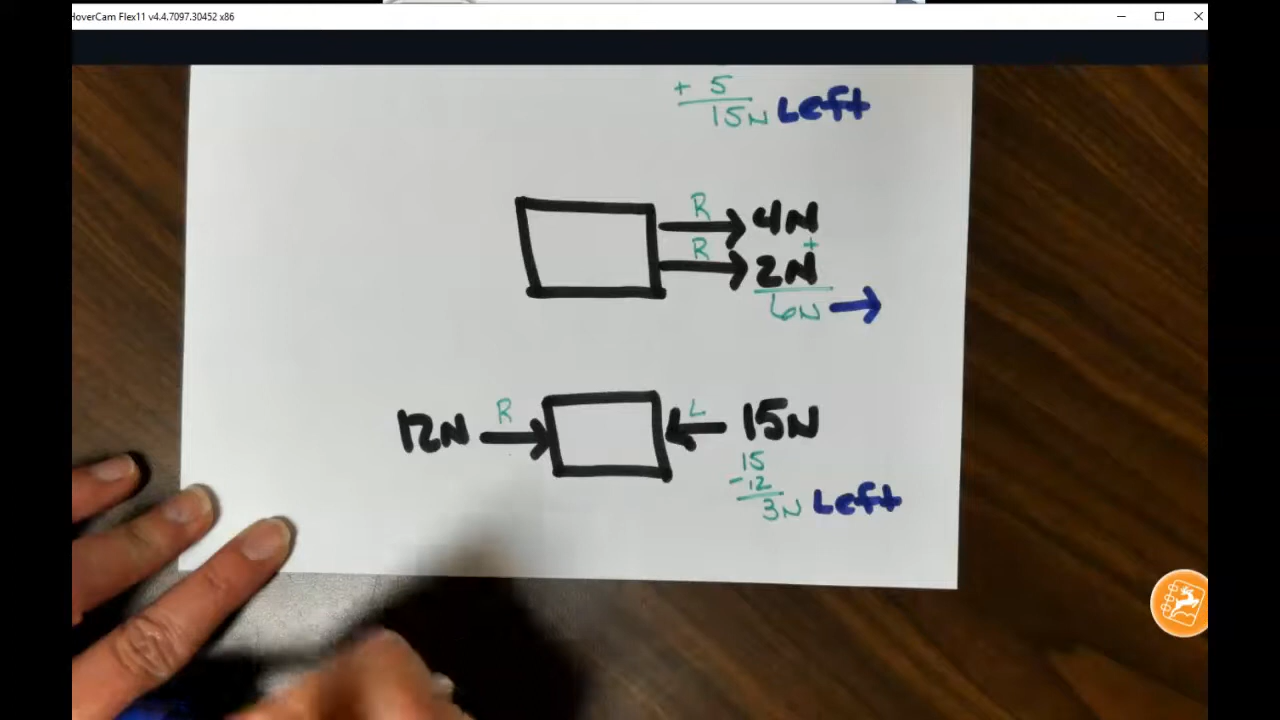 HoverCam Flex11 v4.4.7097.30452 x86
+ 5
15N Left
R 4N
+
R 2N
6N
12N R L 15N
15
- 12
3N Left